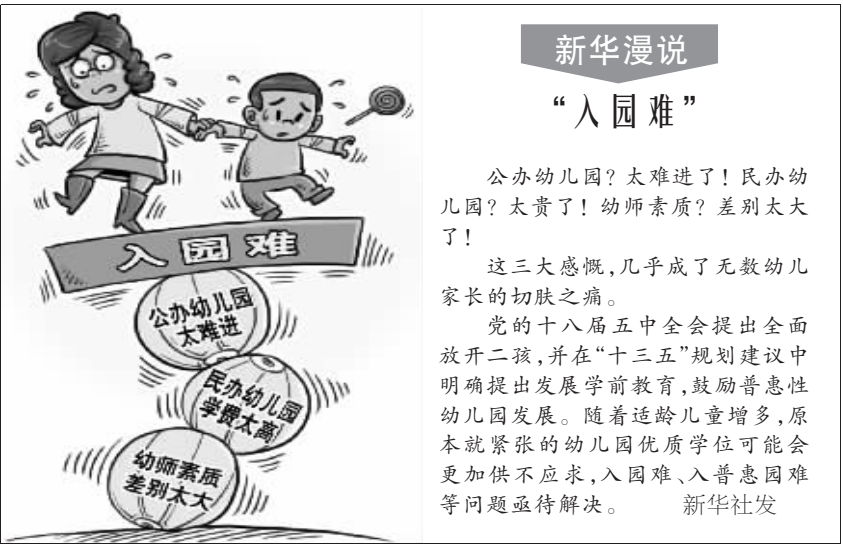 入园难
公办幼儿园
太难进
民办幼儿园
学费太高
幼师素质
差别太大
新华漫说
“入园难”
公办幼儿园？太难进了！民办幼
儿园？太贵了！幼师素质？差别太大
了！
这三大感慨，几乎成了无数幼儿
家长的切肤之痛。
党的十八届五中全会提出全面
放开二孩，并在“十三五”规划建议中
明确提出发展学前教育，鼓励普惠性
幼儿园发展。随着适龄儿童增多，原
本就紧张的幼儿园优质学位可能会
更加供不应求，入园难、入普惠园难
等问题亟待解决。 新华社发